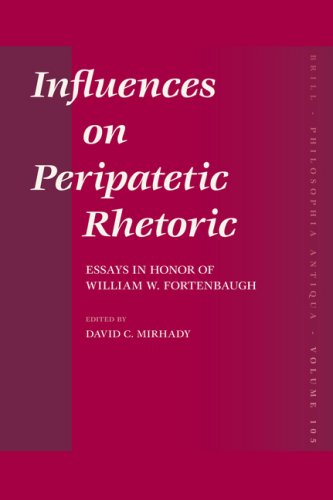 Influences
on
Peripatetic
Rhetoric
ESSAYS IN HONOR OF
WILLIAM W. FORTENBAUGH
EDITED BY
DAVID C. MIRHADY
BRILL · PHILOSOPHIA ANTIQUA · VOLUME 105